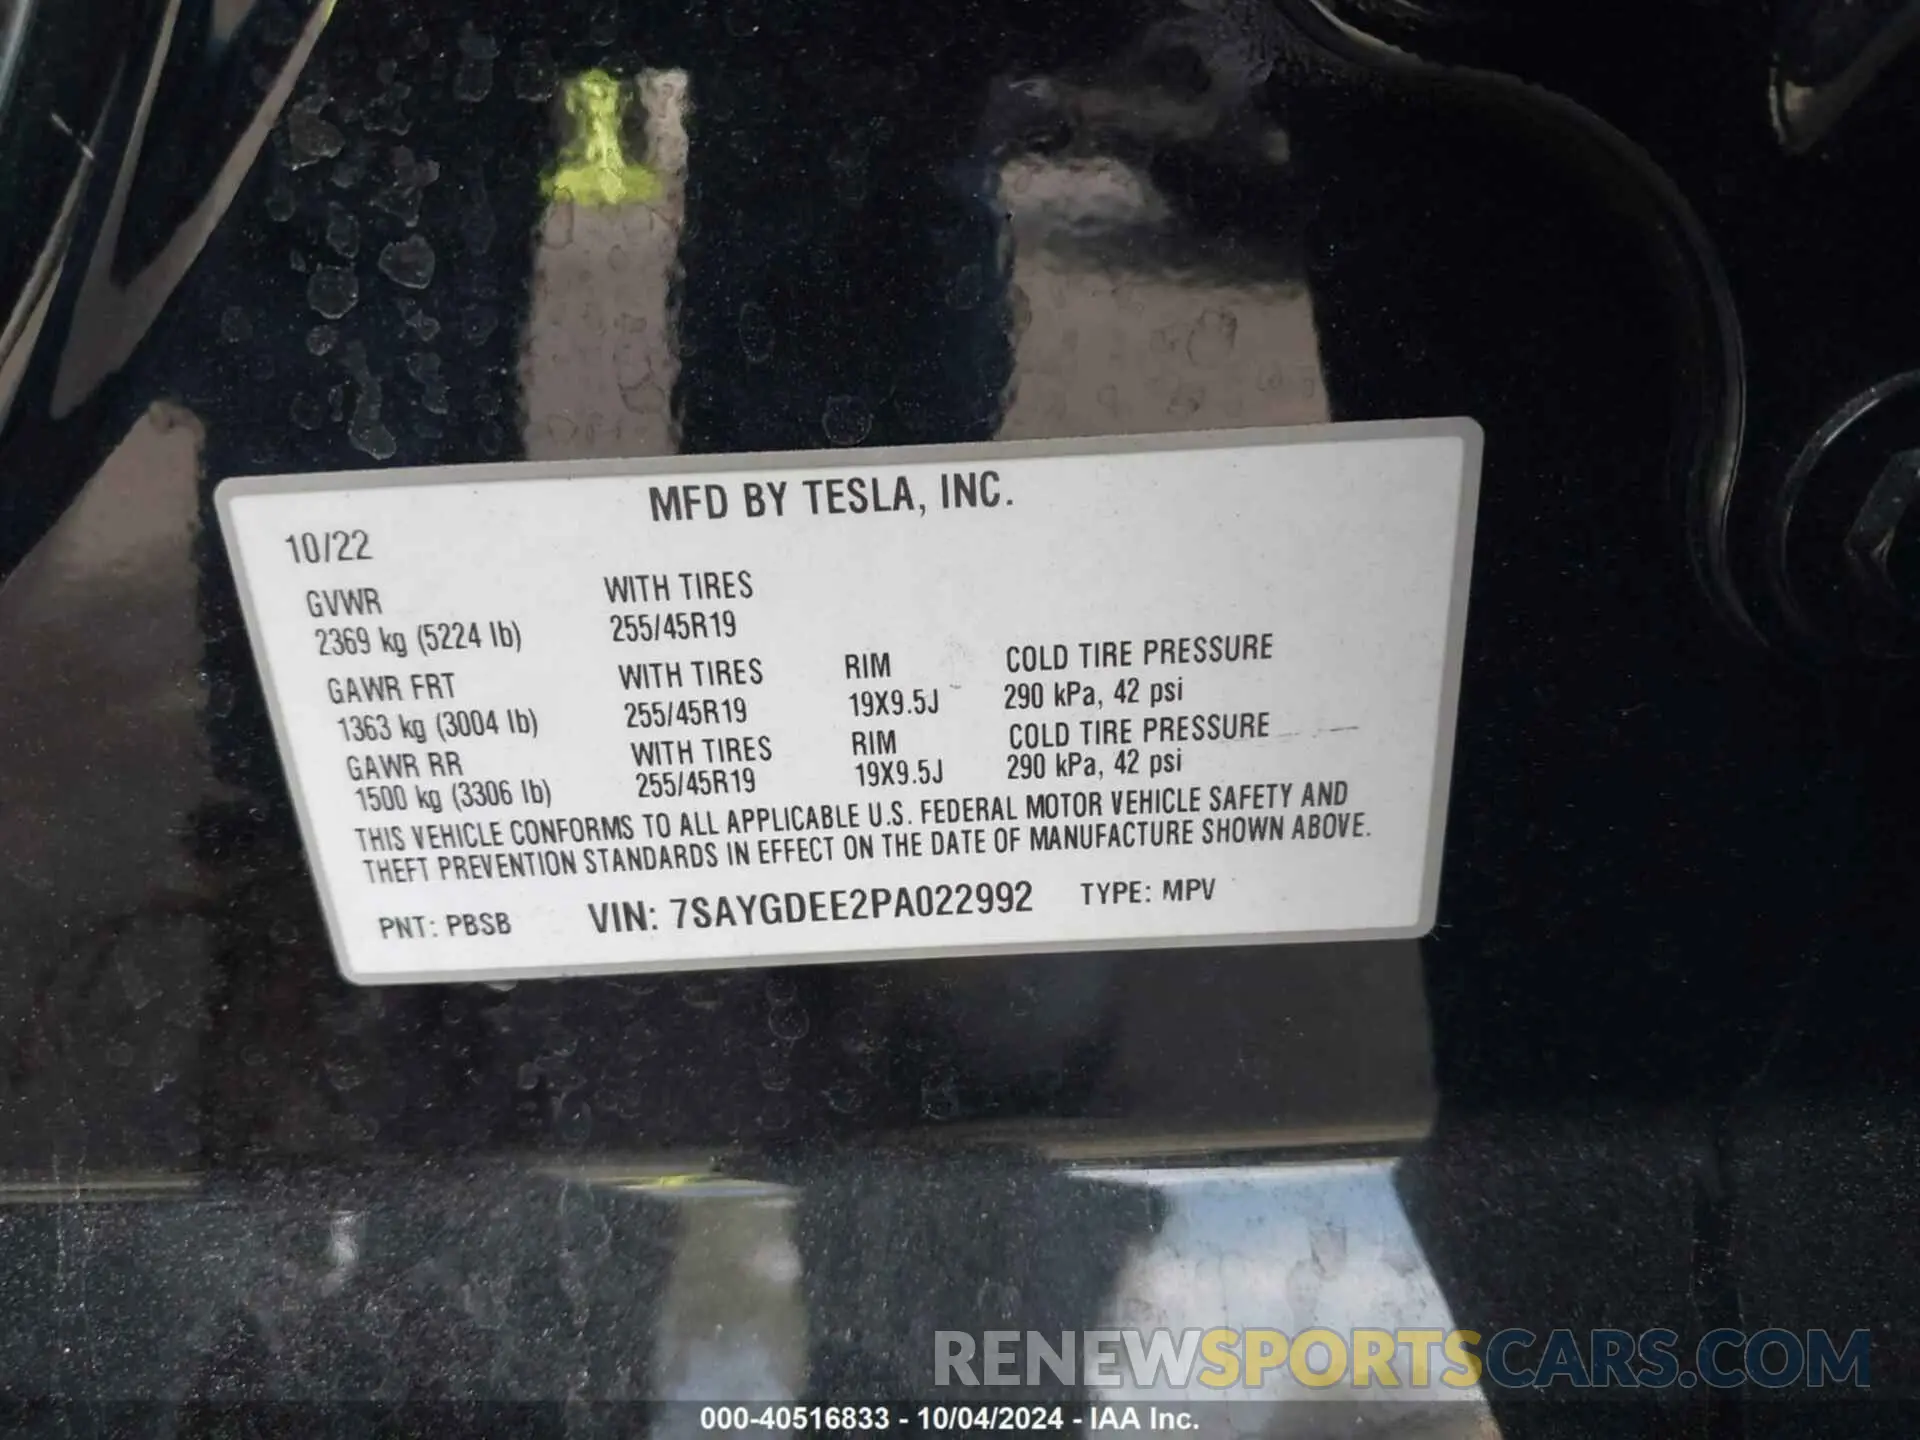 MFD BY TESLA, INC.
10/22
GVWR WITH TIRES
2369 kg (5224 lb) 255/45R19
GAWR FRT WITH TIRES RIM COLD TIRE PRESSURE
1363 kg (3004 lb) 255/45R19 19X9.5J 290 kPa, 42 psi
GAWR RR WITH TIRES RIM COLD TIRE PRESSURE
1500 kg (3306 lb) 255/45R19 19X9.5J 290 kPa, 42 psi
THIS VEHICLE CONFORMS TO ALL APPLICABLE U.S. FEDERAL MOTOR VEHICLE SAFETY AND
THEFT PREVENTION STANDARDS IN EFFECT ON THE DATE OF MANUFACTURE SHOWN ABOVE.
PNT: PBSB VIN: 7SAYGDEE2PA022992 TYPE: MPV
RENEWSPORTSCARS.COM
000-40516833 - 10/04/2024 - IAA Inc.